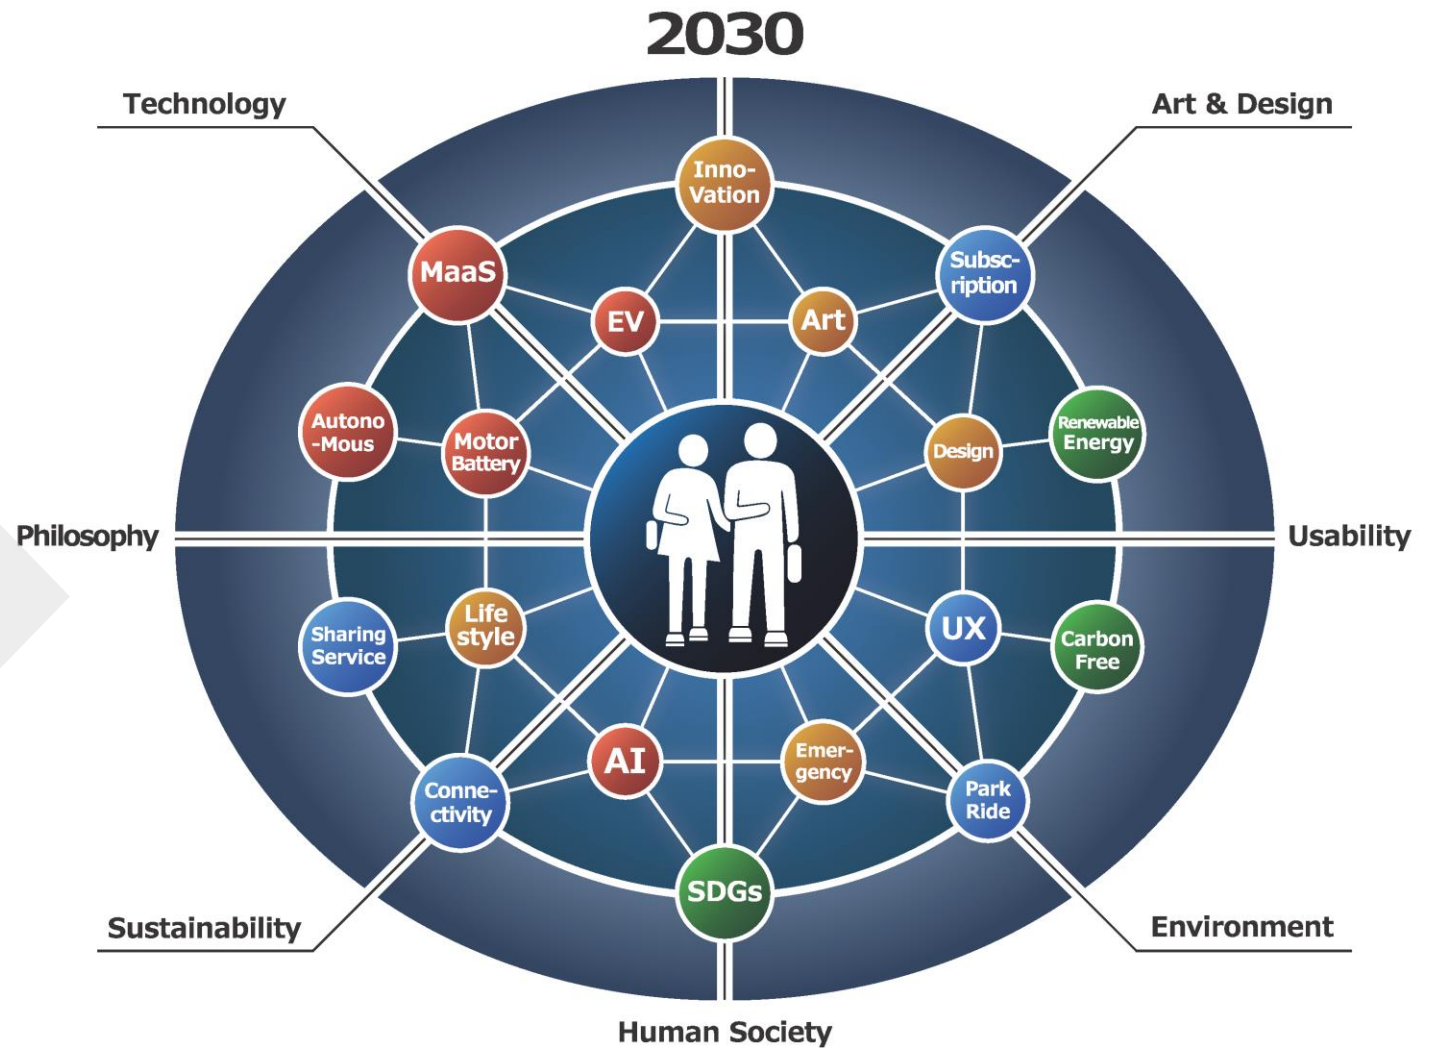 2030
Technology
Art & Design
Inno-
Vation
MaaS
Subsc-
ription
EV
Art
Autono
-Mous
Motor
Battery
Design
Renewable
Energy
Philosophy
Usability
Sharing
Service
Life
style
UX
Carbon
Free
Conne-
ctivity
AI
Emer-
gency
Park
Ride
SDGs
Sustainability
Environment
Human Society